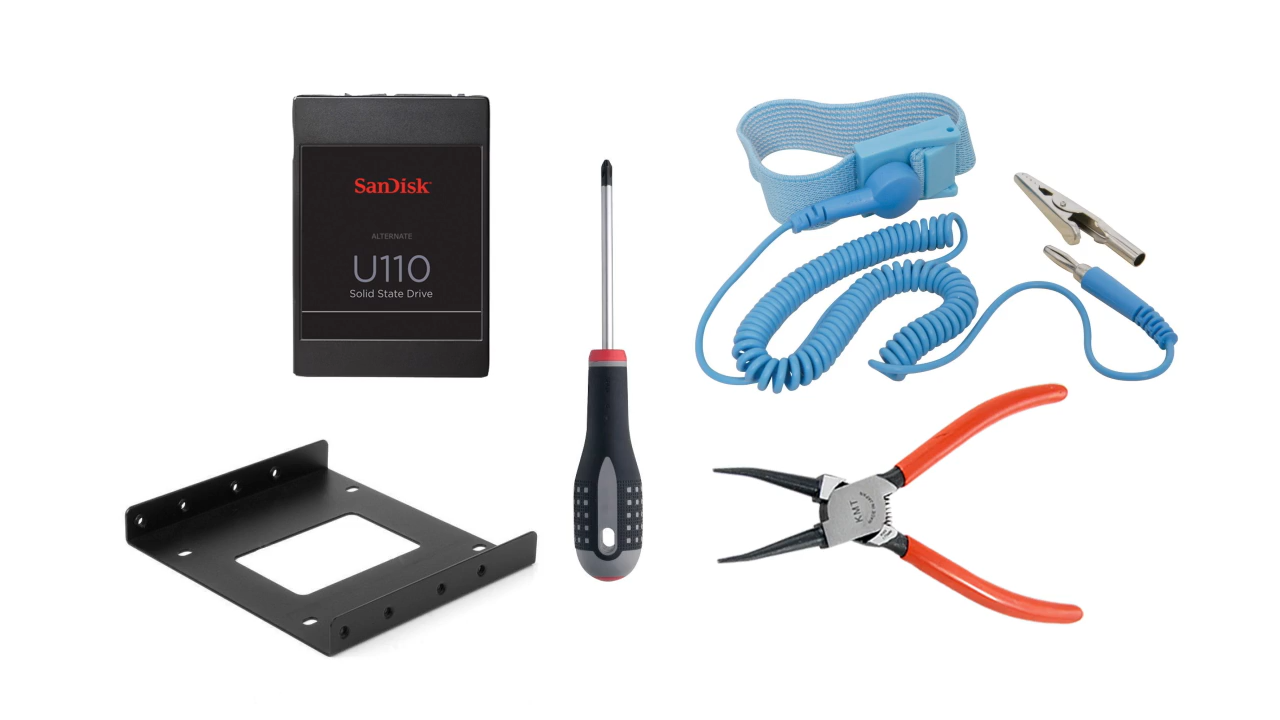 SanDisk
ALTERNATE
U110
Solid State Drive
KMT